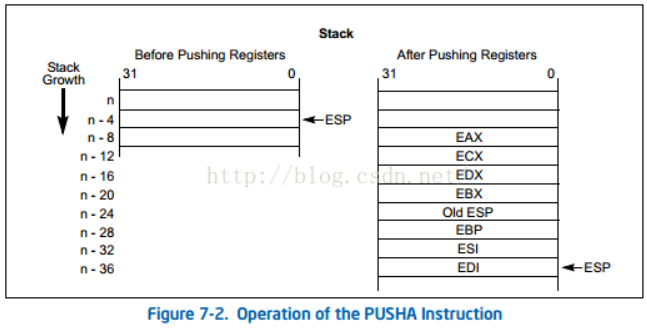 Stack
Before Pushing Registers After Pushing Registers
Stack
Growth
31 0 31 0
n
n - 4 ESP
n - 8 EAX
n - 12 ECX
n - 16 EDX
n - 20 EBX
n - 24 Old ESP
n - 28 EBP
n - 32 ESI
n - 36 EDI ESP
http://blog.csdn.net
Figure 7-2. Operation of the PUSHA Instruction